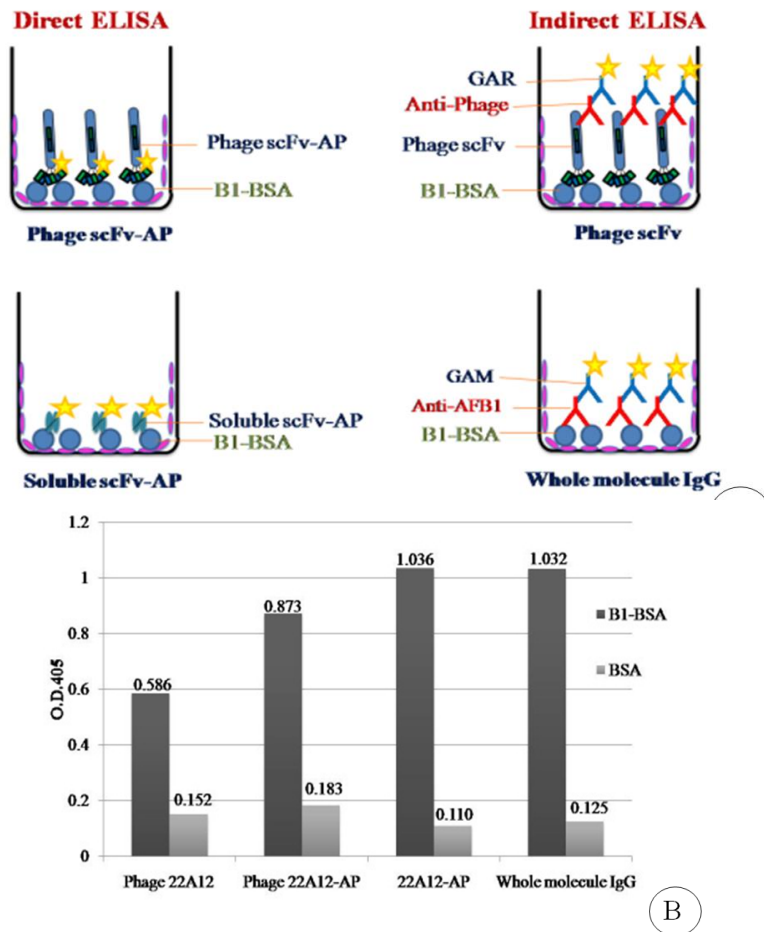 Direct ELISA
Phage scFv-AP
B1-BSA
Phage scFv-AP
Indirect ELISA
GAR
Anti-Phage
Phage scFv
B1-BSA
Phage scFv
Soluble scFv-AP
B1-BSA
Soluble scFv-AP
GAM
Anti-AFB1
B1-BSA
Whole molecule IgG
O.D.405
1.2
1
0.8
0.6
0.4
0.2
0
0.586
0.152
0.873
0.183
1.036
0.110
1.032
0.125
Phage 22A12
Phage 22A12-AP
22A12-AP
Whole molecule IgG
B1-BSA
BSA
B